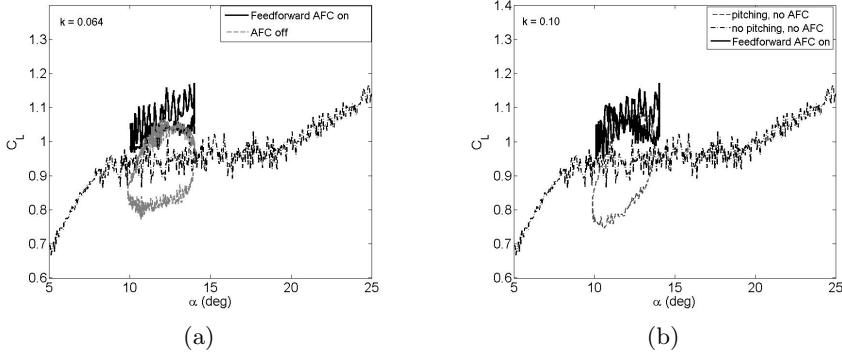 1.4
1.3
1.2
1.1
1
0.9
0.8
0.7
0.6
C_L
k = 0.064
Feedforward AFC on
AFC off
5
10
15
20
25
α (deg)
(a)
1.4
1.3
1.2
1.1
1
0.9
0.8
0.7
0.6
C_L
k = 0.10
pitching, no AFC
no pitching, no AFC
Feedforward AFC on
5
10
15
20
25
α (deg)
(b)